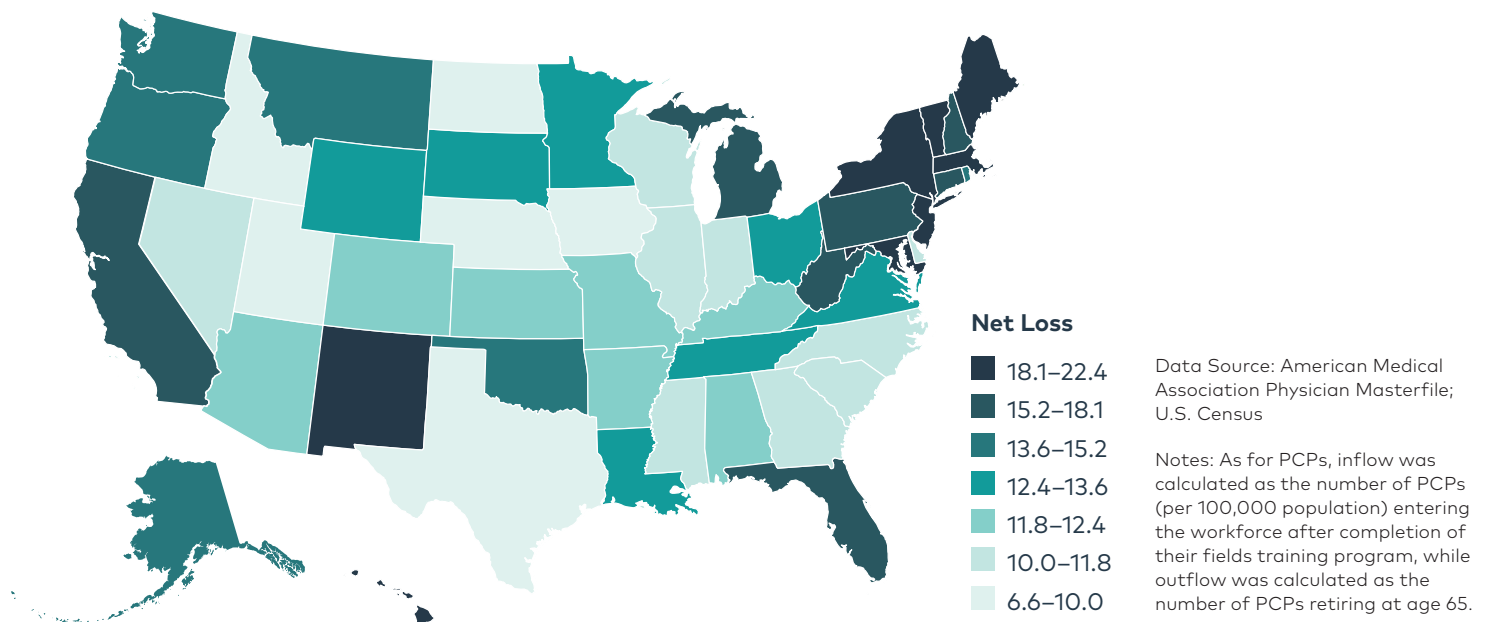 Net Loss
18.1–22.4
15.2–18.1
13.6–15.2
12.4–13.6
11.8–12.4
10.0–11.8
6.6–10.0
Data Source: American Medical
Association Physician Masterfile;
U.S. Census
Notes: As for PCPs, inflow was
calculated as the number of PCPs
(per 100,000 population) entering
the workforce after completion of
their fields training program, while
outflow was calculated as the
number of PCPs retiring at age 65.